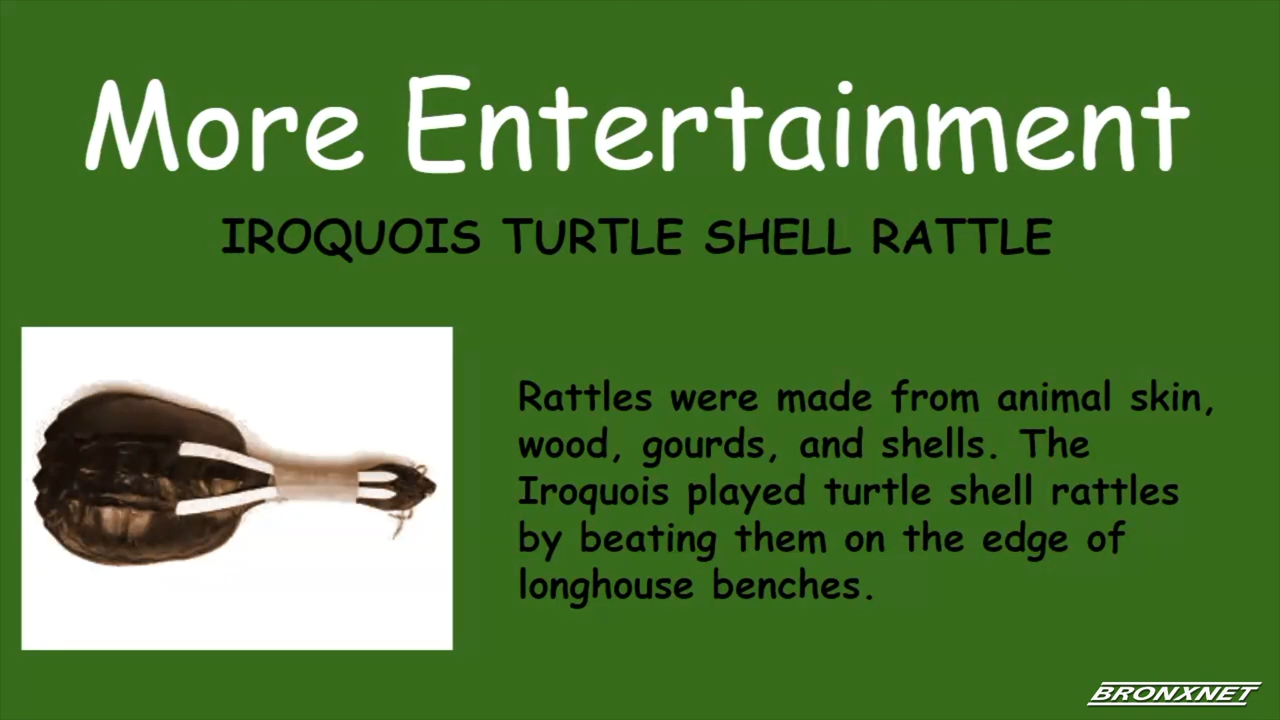 More Entertainment
IROQUOIS TURTLE SHELL RATTLE
Rattles were made from animal skin,
wood, gourds, and shells. The
Iroquois played turtle shell rattles
by beating them on the edge of
longhouse benches.
BRONXNET